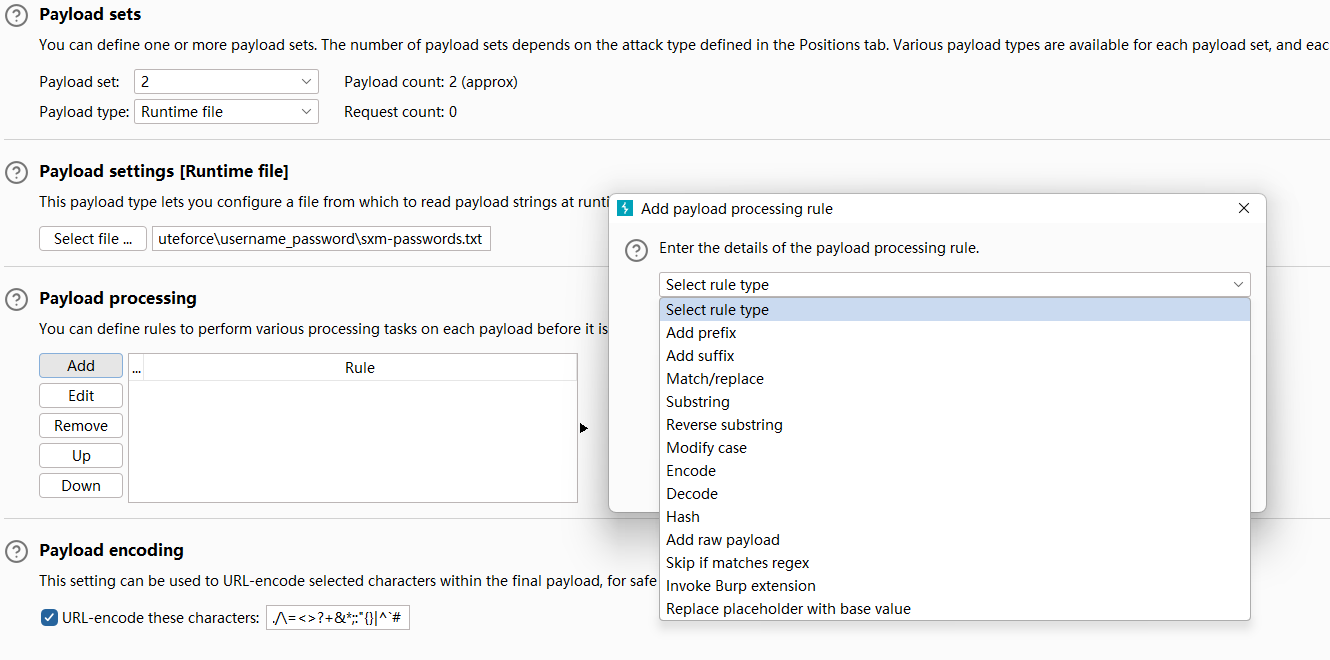 Payload sets
You can define one or more payload sets. The number of payload sets depends on the attack type defined in the Positions tab. Various payload types are available for each payload set, and eac
Payload set: 2 Payload count: 2 (approx)
Payload type: Runtime file Request count: 0
Payload settings [Runtime file]
This payload type lets you configure a file from which to read payload strings at runti
Select file ... uteforce\username_password\sxm-passwords.txt
Payload processing
You can define rules to perform various processing tasks on each payload before it is
Add ... Rule
Edit
Remove
Up
Down
Payload encoding
This setting can be used to URL-encode selected characters within the final payload, for safe
URL-encode these characters: ./\=<>?+&*;:"{}|^`#
Add payload processing rule
Enter the details of the payload processing rule.
Select rule type
Select rule type
Add prefix
Add suffix
Match/replace
Substring
Reverse substring
Modify case
Encode
Decode
Hash
Add raw payload
Skip if matches regex
Invoke Burp extension
Replace placeholder with base value